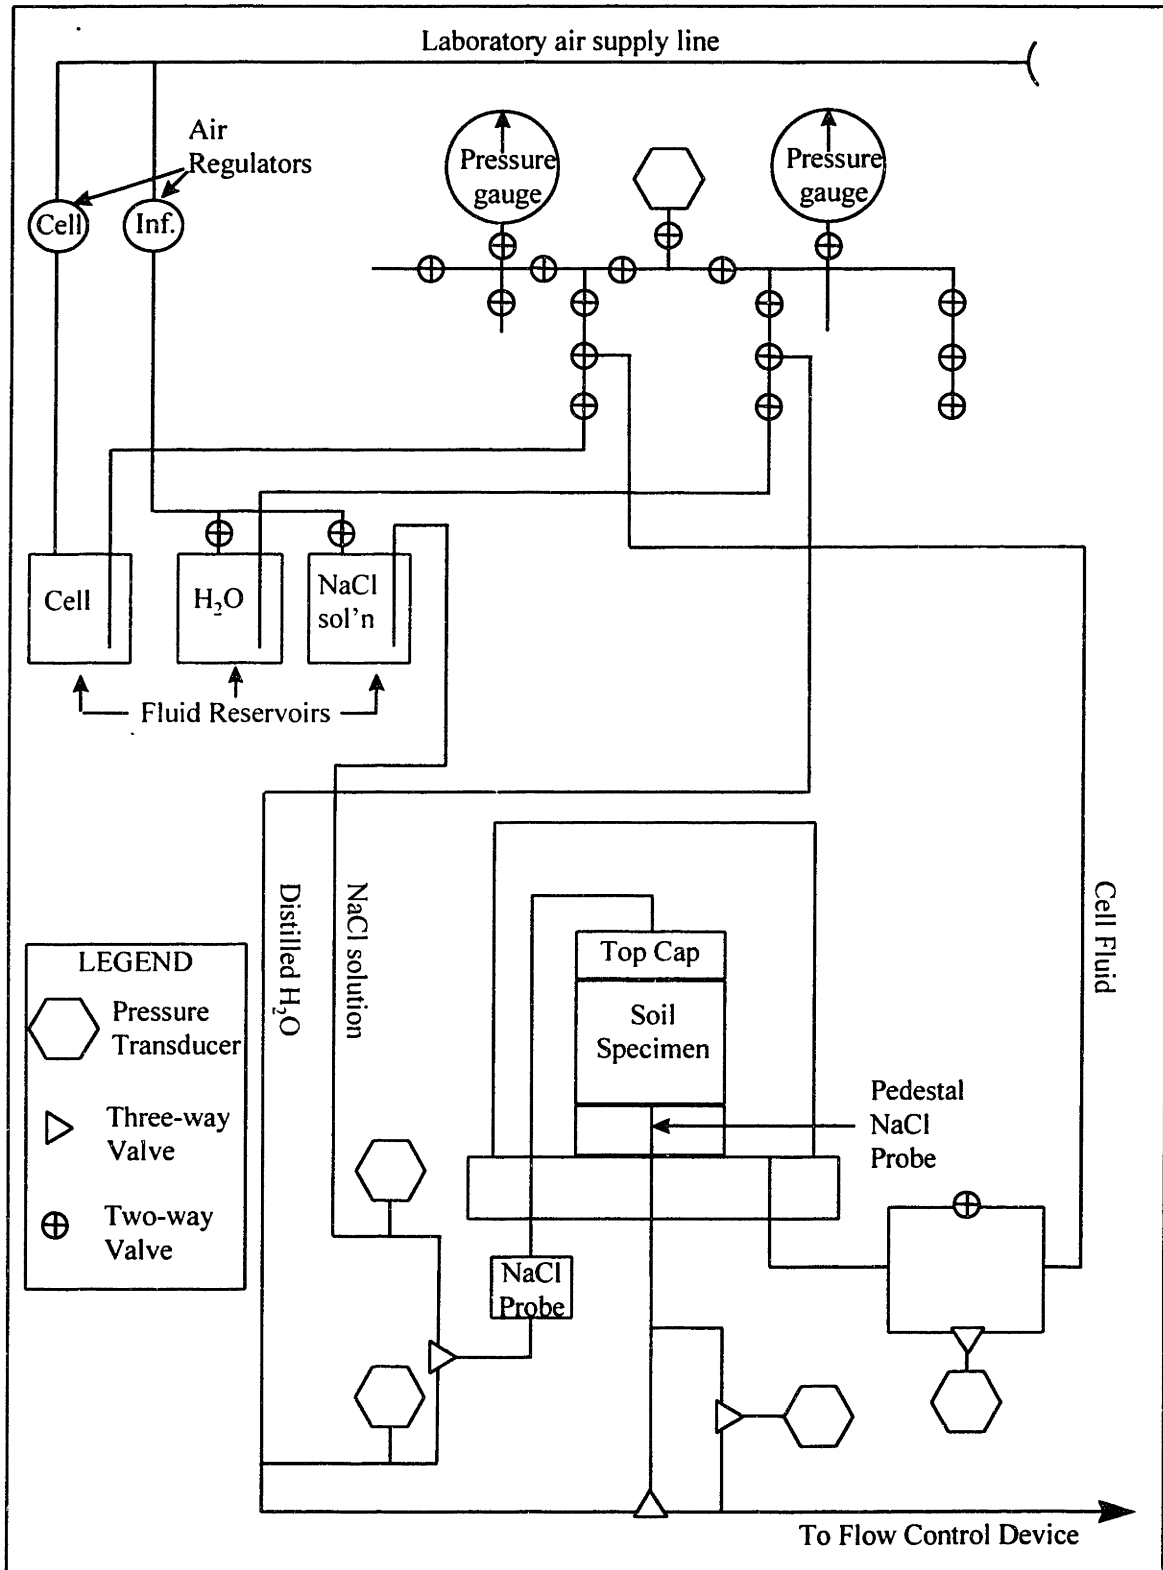 Laboratory air supply line
Air
Regulators
Pressure
gauge
Pressure
gauge
Cell
Inf.
Cell
H2O
NaCl
sol'n
Fluid Reservoirs
Distilled H2O
NaCl solution
Cell Fluid
Top Cap
Soil
Specimen
Pedestal
NaCl
Probe
LEGEND
Pressure
Transducer
Three-way
Valve
Two-way
Valve
NaCl
Probe
To Flow Control Device